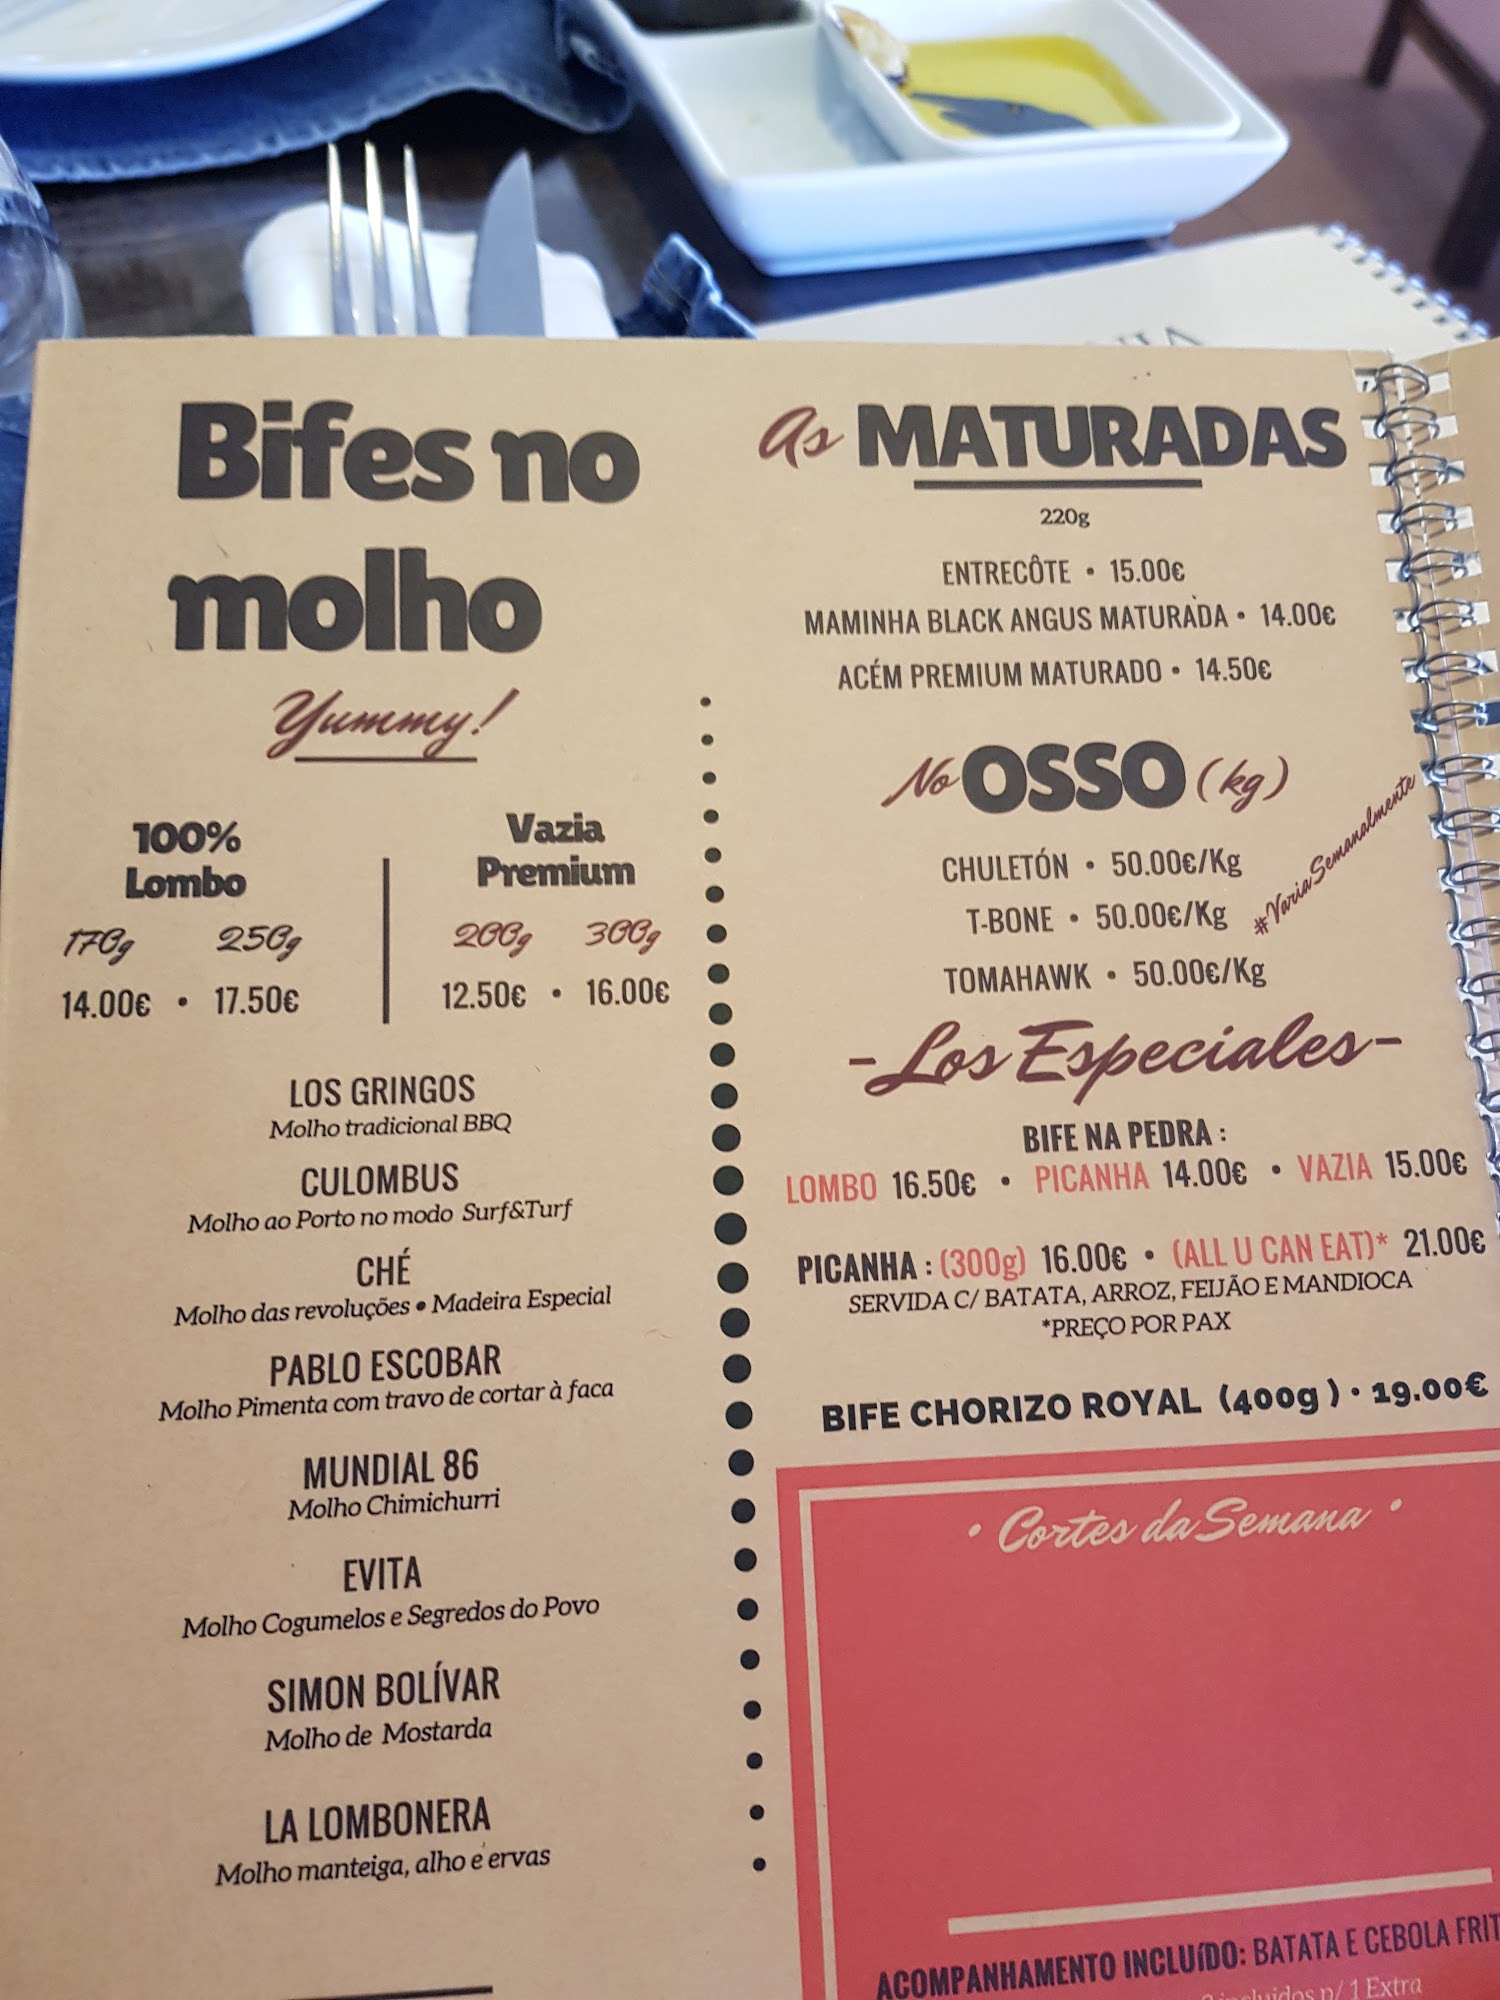 Bifes no
molho
Yummy!
100%
Lombo
170g 250g
14.00€ • 17.50€
Vazia
Premium
200g 300g
12.50€ • 16.00€
LOS GRINGOS
Molho tradicional BBQ
CULOMBUS
Molho ao Porto no modo Surf&Turf
CHÉ
Molho das revoluções • Madeira Especial
PABLO ESCOBAR
Molho Pimenta com travo de cortar à faca
MUNDIAL 86
Molho Chimichurri
EVITA
Molho Cogumelos e Segredos do Povo
SIMON BOLÍVAR
Molho de Mostarda
LA LOMBONERA
Molho manteiga, alho e ervas
As MATURADAS
220g
ENTRECÔTE • 15.00€
MAMINHA BLACK ANGUS MATURADA • 14.00€
ACÉM PREMIUM MATURADO • 14.50€
No OSSO (kg)
CHULETÓN • 50.00€/Kg
T-BONE • 50.00€/Kg
TOMAHAWK • 50.00€/Kg
#VariaSemanalmente
- Los Especiales -
BIFE NA PEDRA :
LOMBO 16.50€ • PICANHA 14.00€ • VAZIA 15.00€
PICANHA : (300g) 16.00€ • (ALL U CAN EAT)* 21.00€
SERVIDA C/ BATATA, ARROZ, FEIJÃO E MANDIOCA
*PREÇO POR PAX
BIFE CHORIZO ROYAL (400g) • 19.00€
• Cortes da Semana •
ACOMPANHAMENTO INCLUÍDO: BATATA E CEBOLA FRIT
incluidos p/ 1 Extra